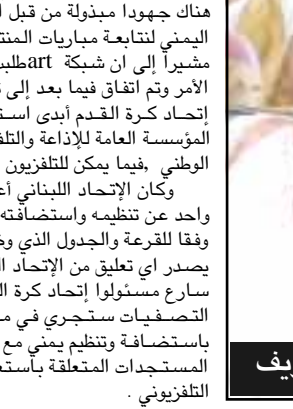 هناك جهودا مبذولة من قبل
اليمني لنتابعة مباريات المنت
مشيرا إلى ان شبكة artطلبت
الأمر وتم اتفاق فيما بعد إلى
إتحاد كرة القدم أبدى است
المؤسسة العامة للإذاعة والتلف
الوطني ,فيما يمكن للتلفزيون
وكان الإتحاد اللبناني أع
واحد عن تنظيمه واستضافته
وفقا للقرعة والجدول الذي وض
يصدر اي تعليق من الإتحاد ال
سارع مسئولوا إتحاد كرة ال
التصفيات ستجري في م
باستضافة وتنظيم يمني مع
المستجدات المتعلقة بأستع
التلفزيوني .
يف